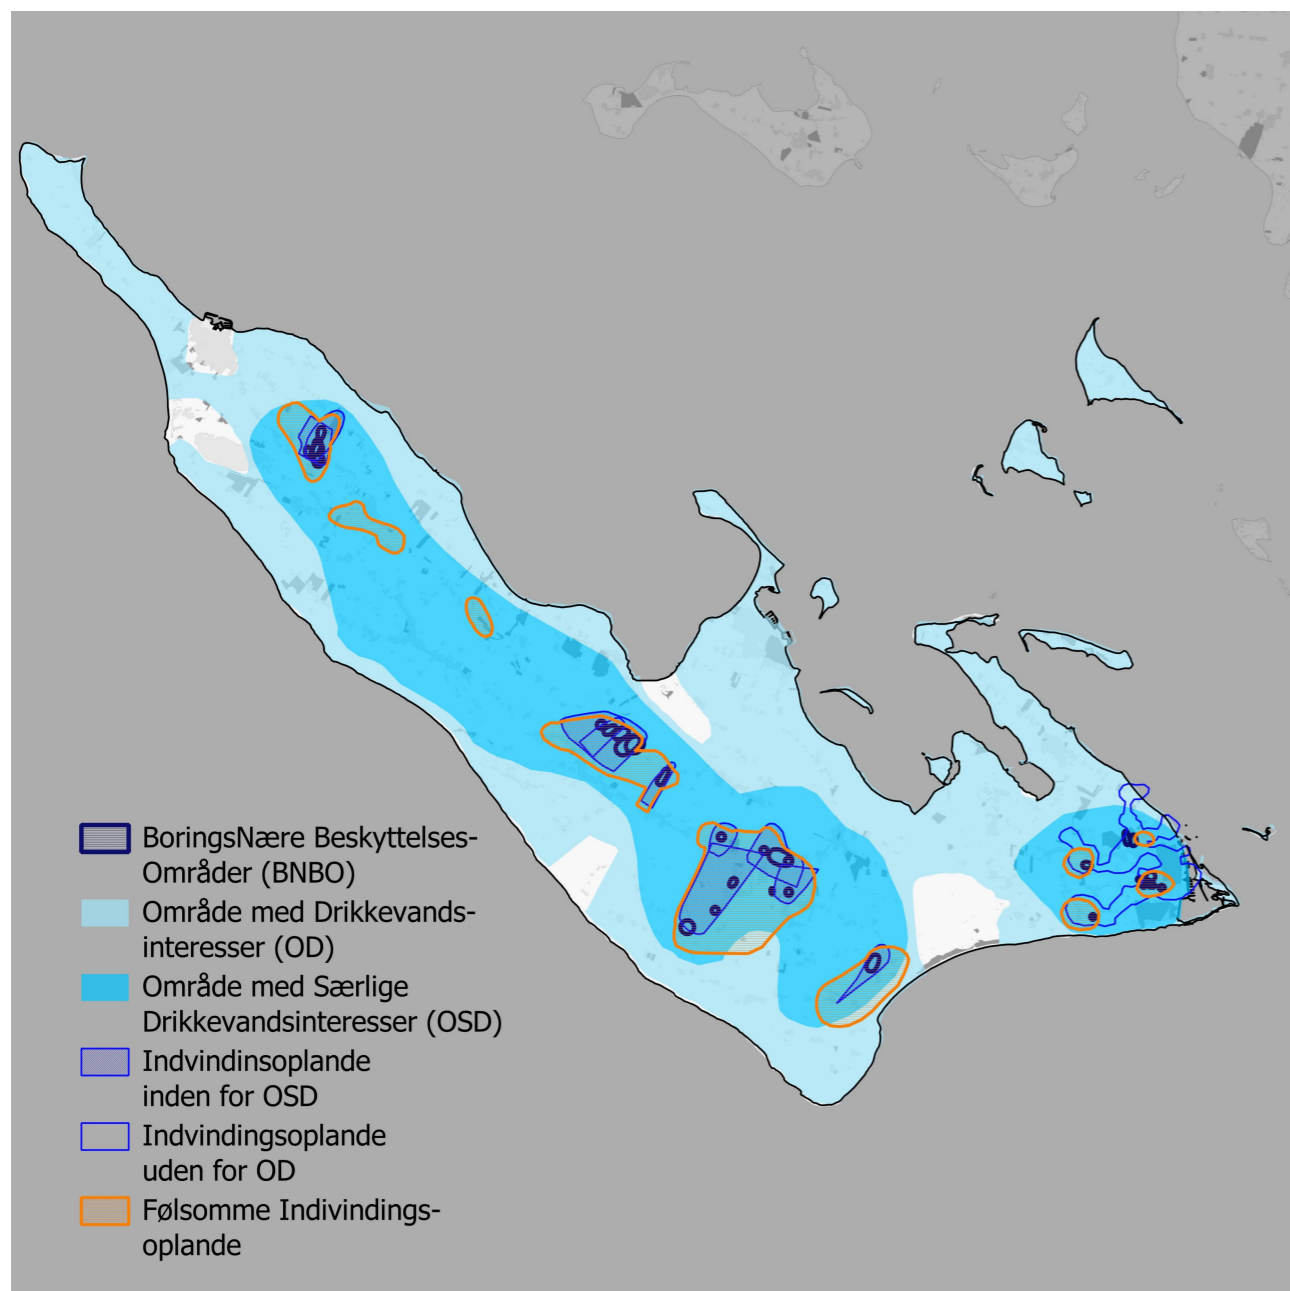 BoringsNære Beskyttelses-
Områder (BNBO)
Område med Drikkevands-
interesser (OD)
Område med Særlige
Drikkevandsinteresser (OSD)
Indvindinsoplande
inden for OSD
Indvindingsoplande
uden for OD
Følsomme Indivindings-
oplande